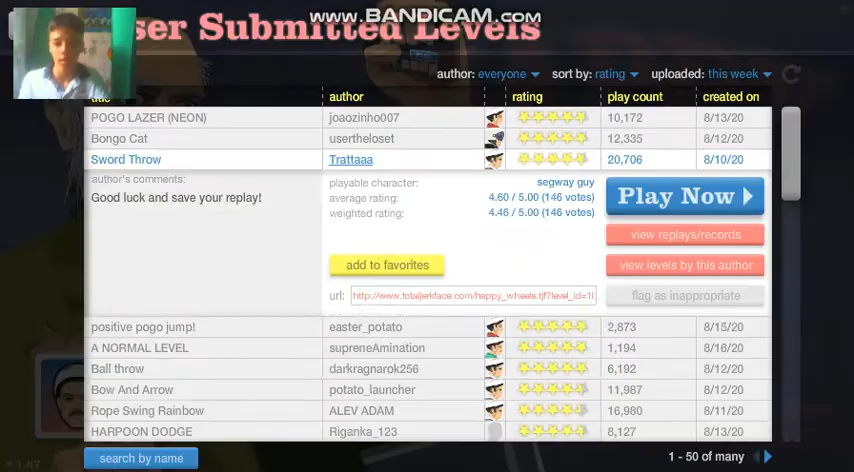 www.BANDICAM.com
ser Submitted Levels
author: everyone sort by: rating uploaded: this week
title author rating play count created on
POGO LAZER (NEON) joaozinho007 10,172 8/13/20
Bongo Cat usertheloset 12,335 8/12/20
Sword Throw Trattaaa 20,706 8/10/20
author's comments:
Good luck and save your replay!
playable character: segway guy
average rating: 4.60 / 5.00 (146 votes)
weighted rating: 4.46 / 5.00 (146 votes)
Play Now
view replays/records
add to favorites
view levels by this author
url: http://www.totaljerkface.com/happy_wheels.tjf?level_id=10
flag as inappropriate
positive pogo jump! easter_potato 2,873 8/15/20
A NORMAL LEVEL supreneAmination 1,194 8/16/20
Ball throw darkragnarok256 6,192 8/12/20
Bow And Arrow potato_launcher 11,987 8/12/20
Rope Swing Rainbow ALEV ADAM 16,980 8/11/20
HARPOON DODGE Riganka_123 8,127 8/13/20
search by name
1 - 50 of many
v 1.87